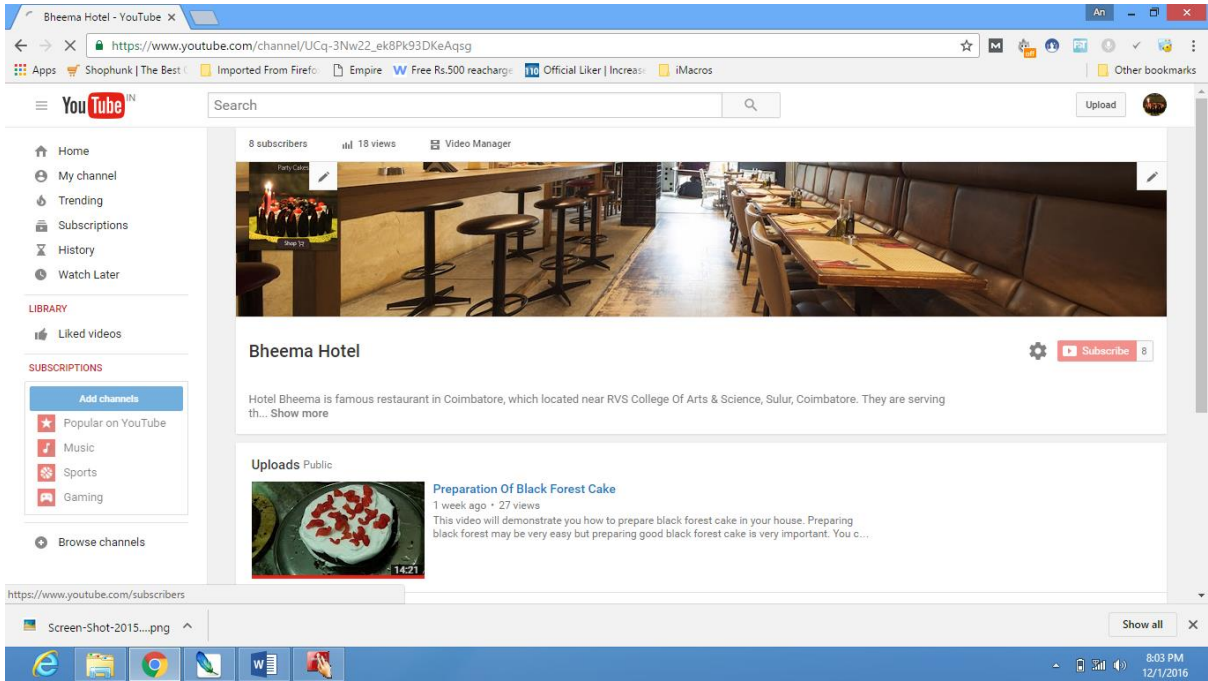 Bheema Hotel - YouTube
An
https://www.youtube.com/channel/UCq-3Nw22_ek8Pk93DKeAqsg
Apps
Shophunk | The Best
Imported From Firefo
Empire
Free Rs.500 reacharge
Official Liker | Increase
iMacros
Other bookmarks
YouTube IN
Search
Upload
Home
My channel
Trending
Subscriptions
History
Watch Later
LIBRARY
Liked videos
SUBSCRIPTIONS
Add channels
Popular on YouTube
Music
Sports
Gaming
Browse channels
8 subscribers
18 views
Video Manager
Party Cakes
Shop
Bheema Hotel
Subscribe 8
Hotel Bheema is famous restaurant in Coimbatore, which located near RVS College Of Arts & Science, Sulur, Coimbatore. They are serving
th... Show more
Uploads Public
14:21
Preparation Of Black Forest Cake
1 week ago • 27 views
This video will demonstrate you how to prepare black forest cake in your house. Preparing
black forest may be very easy but preparing good black forest cake is very important. You c...
https://www.youtube.com/subscribers
Screen-Shot-2015....png
Show all
8:03 PM
12/1/2016